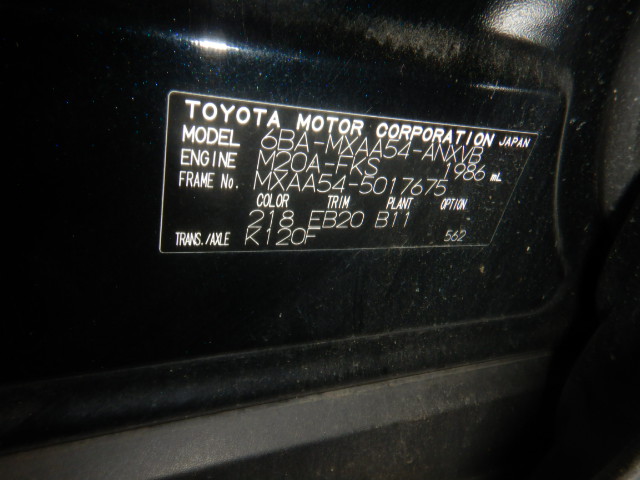 TOYOTA MOTOR CORPORATION JAPAN
MODEL 6BA-MXAA54-ANXVB
ENGINE M20A-FKS 1986 mL
FRAME No. MXAA54-5017675
COLOR TRIM PLANT OPTION
218 EB20 B11 -
TRANS./AXLE K120F 562